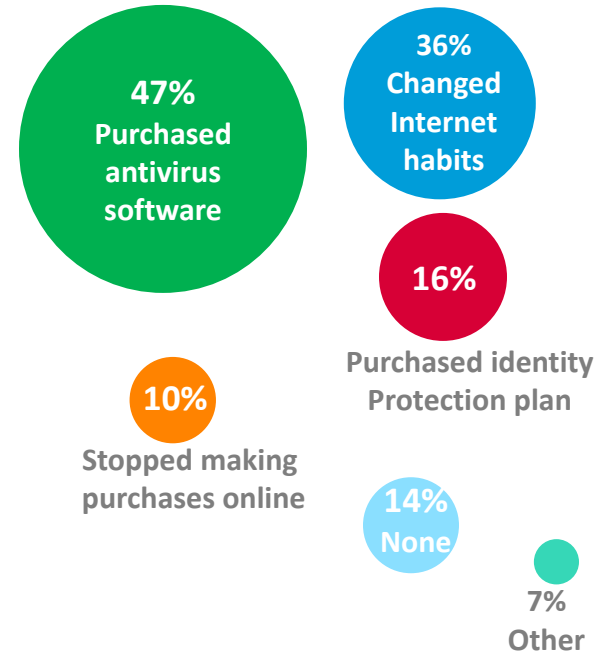 47%
Purchased
antivirus
software
36%
Changed
Internet
habits
16%
Purchased identity
Protection plan
10%
Stopped making
purchases online
14%
None
7%
Other